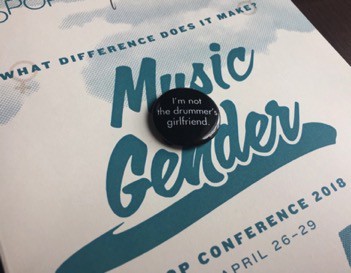 WHAT DIFFERENCE DOES IT MAKE?
Music
I'm not
the drummer's
girlfriend.
Gender
OP CONFERENCE 2018
APRIL 26-29